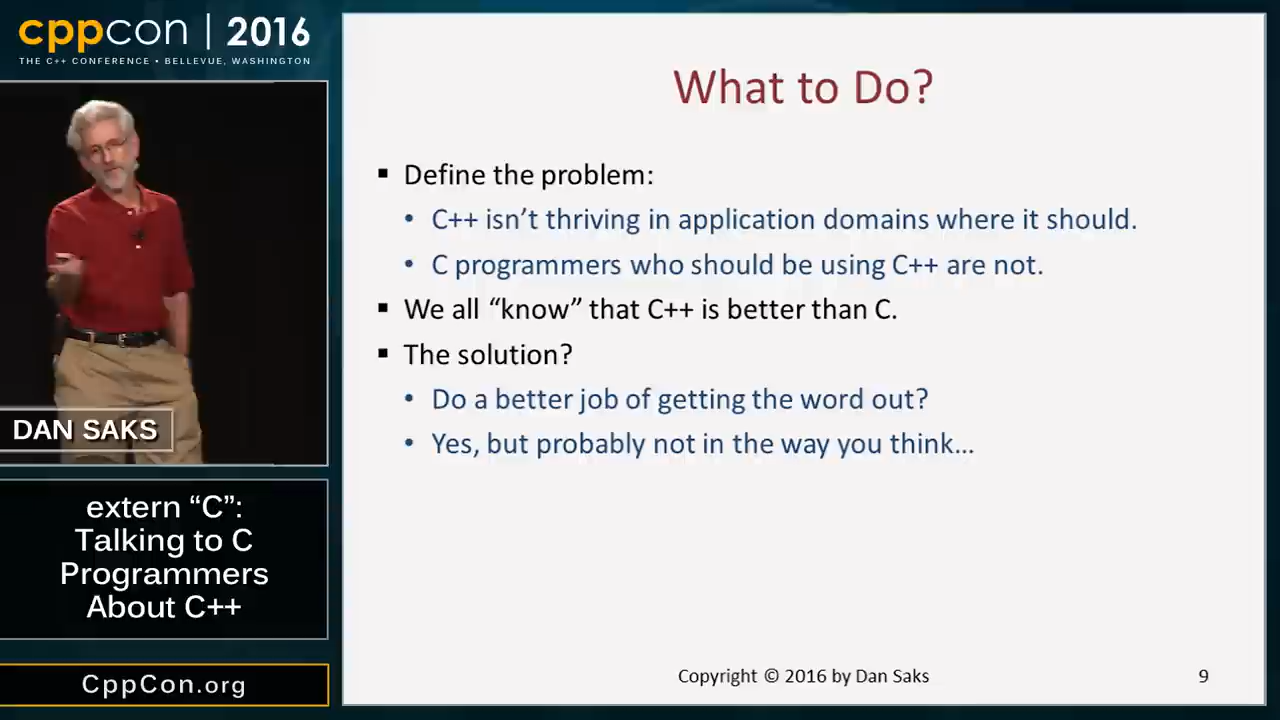 cppcon | 2016
THE C++ CONFERENCE • BELLEVUE, WASHINGTON
DAN SAKS
extern “C”:
Talking to C
Programmers
About C++
CppCon.org
What to Do?
▪ Define the problem:
• C++ isn’t thriving in application domains where it should.
• C programmers who should be using C++ are not.
▪ We all “know” that C++ is better than C.
▪ The solution?
• Do a better job of getting the word out?
• Yes, but probably not in the way you think…
Copyright © 2016 by Dan Saks
9